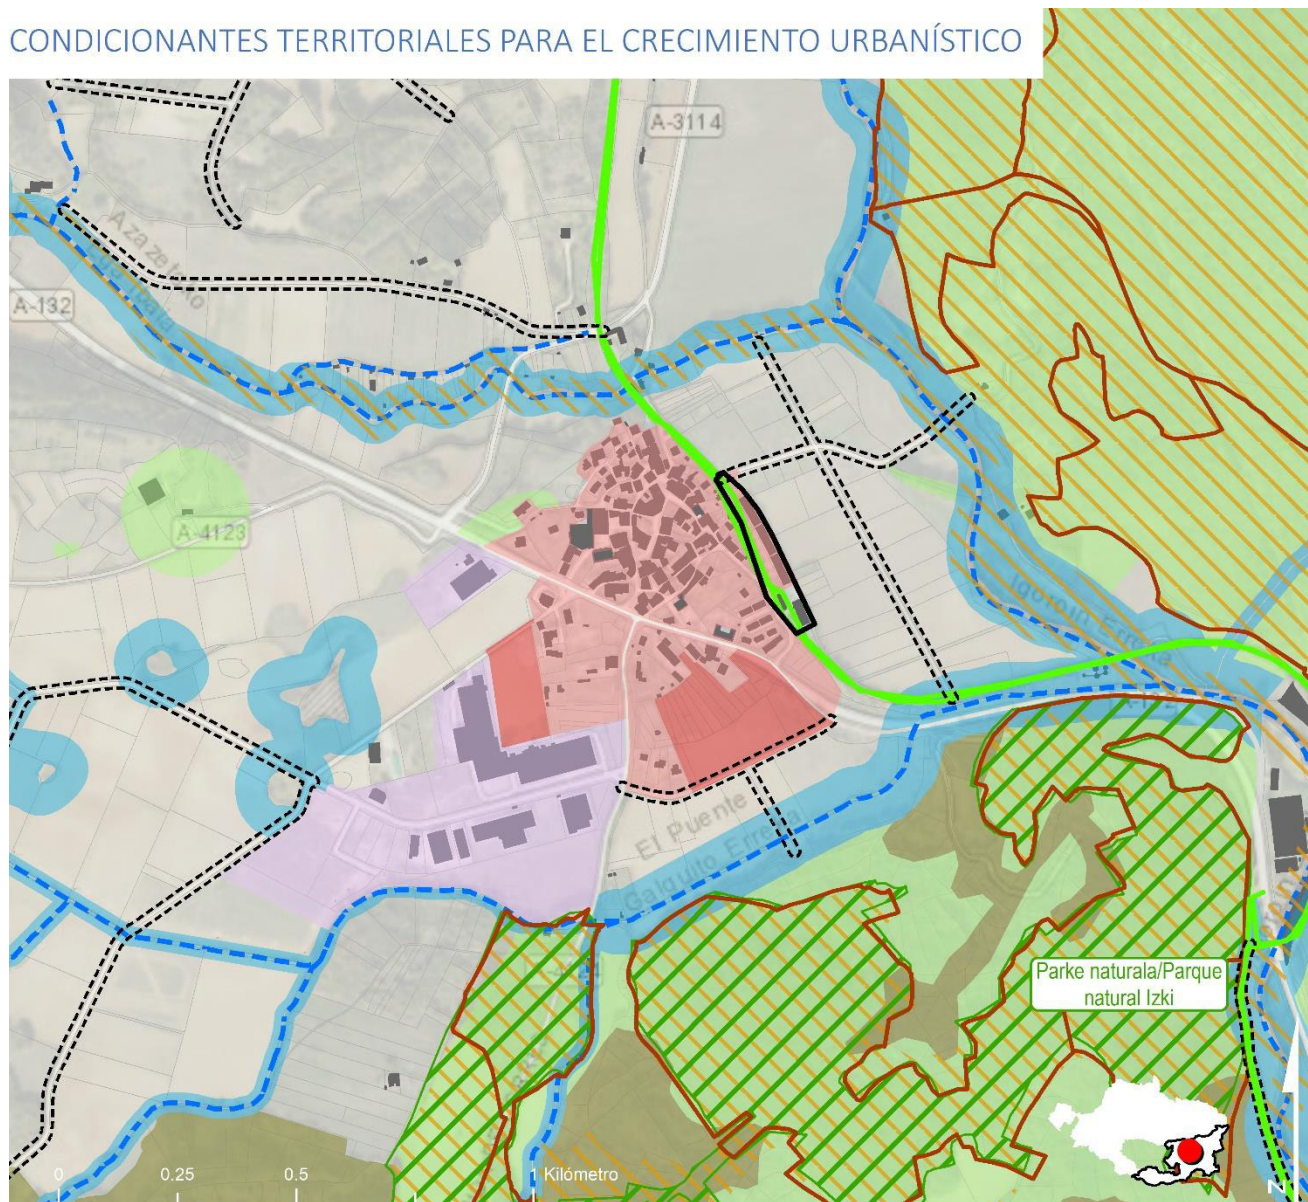 CONDICIONANTES TERRITORIALES PARA EL CRECIMIENTO URBANÍSTICO
A-3114
A-132
A-4123
Igoroin Erreka
El Puente
Galguito Erreka
Parke naturala/Parque
natural Izki
0
0.25
0.5
1 Kilómetro
N